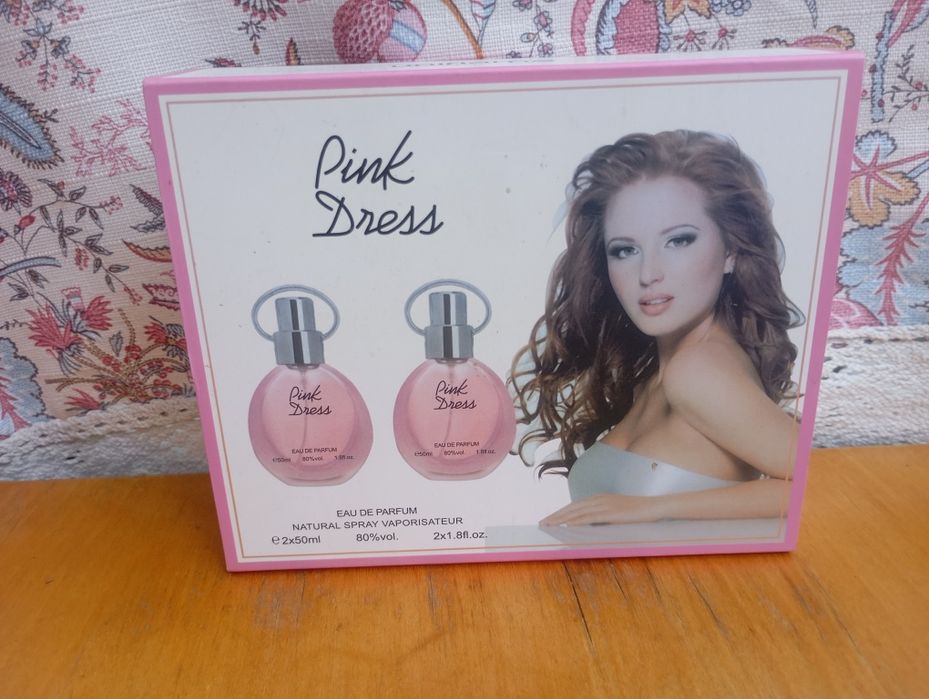 Pink
Dress
Pink
Dress
EAU DE PARFUM
℮50ml 80%vol. 1.8fl.oz.
Pink
Dress
EAU DE PARFUM
℮50ml 80%vol. 1.8fl.oz.
EAU DE PARFUM
NATURAL SPRAY VAPORISATEUR
℮2x50ml 80%vol. 2x1.8fl.oz.